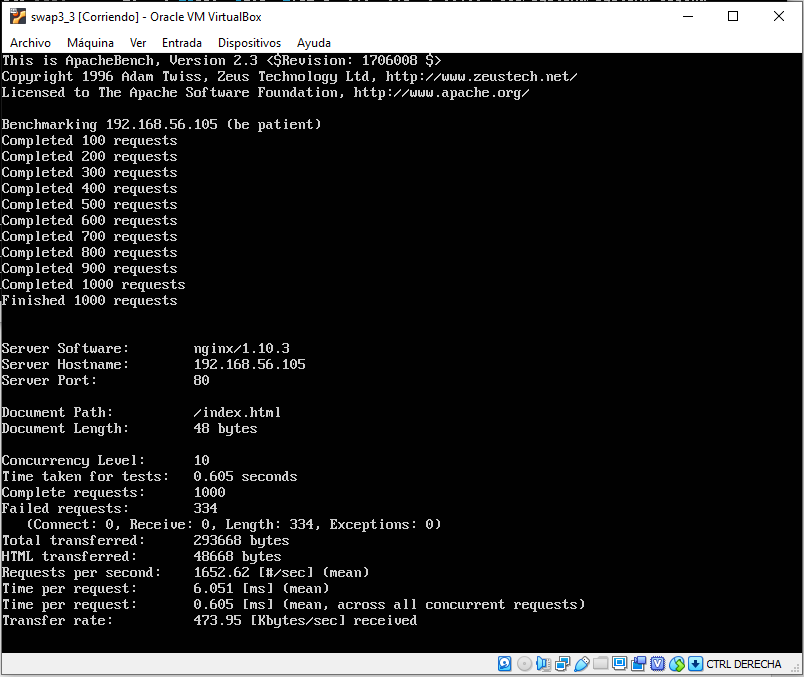 swap3_3 [Corriendo] - Oracle VM VirtualBox
Archivo Máquina Ver Entrada Dispositivos Ayuda
This is ApacheBench, Version 2.3 <$Revision: 1706008 $>
Copyright 1996 Adam Twiss, Zeus Technology Ltd, http://www.zeustech.net/
Licensed to The Apache Software Foundation, http://www.apache.org/

Benchmarking 192.168.56.105 (be patient)
Completed 100 requests
Completed 200 requests
Completed 300 requests
Completed 400 requests
Completed 500 requests
Completed 600 requests
Completed 700 requests
Completed 800 requests
Completed 900 requests
Completed 1000 requests
Finished 1000 requests

Server Software:        nginx/1.10.3
Server Hostname:        192.168.56.105
Server Port:            80

Document Path:          /index.html
Document Length:        48 bytes

Concurrency Level:      10
Time taken for tests:   0.605 seconds
Complete requests:      1000
Failed requests:        334
   (Connect: 0, Receive: 0, Length: 334, Exceptions: 0)
Total transferred:      293668 bytes
HTML transferred:       48668 bytes
Requests per second:    1652.62 [#/sec] (mean)
Time per request:       6.051 [ms] (mean)
Time per request:       0.605 [ms] (mean, across all concurrent requests)
Transfer rate:          473.95 [Kbytes/sec] received
CTRL DERECHA